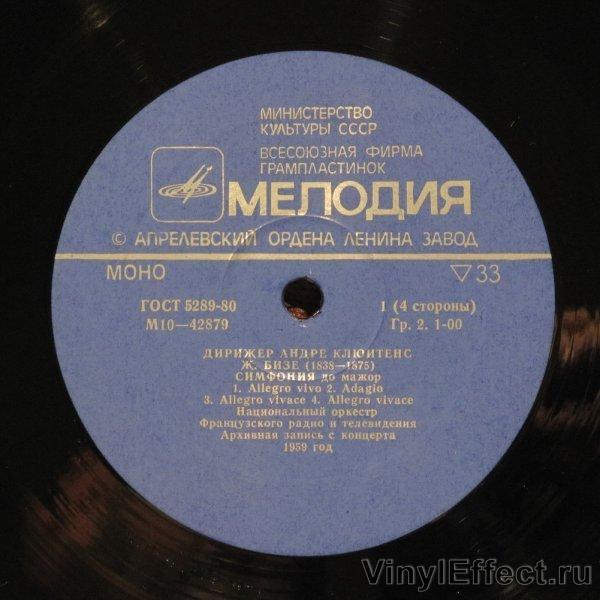 МИНИСТЕРСТВО
КУЛЬТУРЫ СССР
ВСЕСОЮЗНАЯ ФИРМА
ГРАМПЛАСТИНОК
МЕЛОДИЯ
© АПРЕЛЕВСКИЙ ОРДЕНА ЛЕНИНА ЗАВОД
МОНО
▽ 33
ГОСТ 5289-80
М10—42879
1 (4 стороны)
Гр. 2. 1-00
ДИРИЖЕР АНДРЕ КЛЮИТЕНС
Ж. БИЗЕ (1838—1875)
СИМФОНИЯ до мажор
1. Allegro vivo 2. Adagio
3. Allegro vivace 4. Allegro vivace
Национальный оркестр
Французского радио и телевидения
Архивная запись с концерта
1959 год
VinylEffect.ru